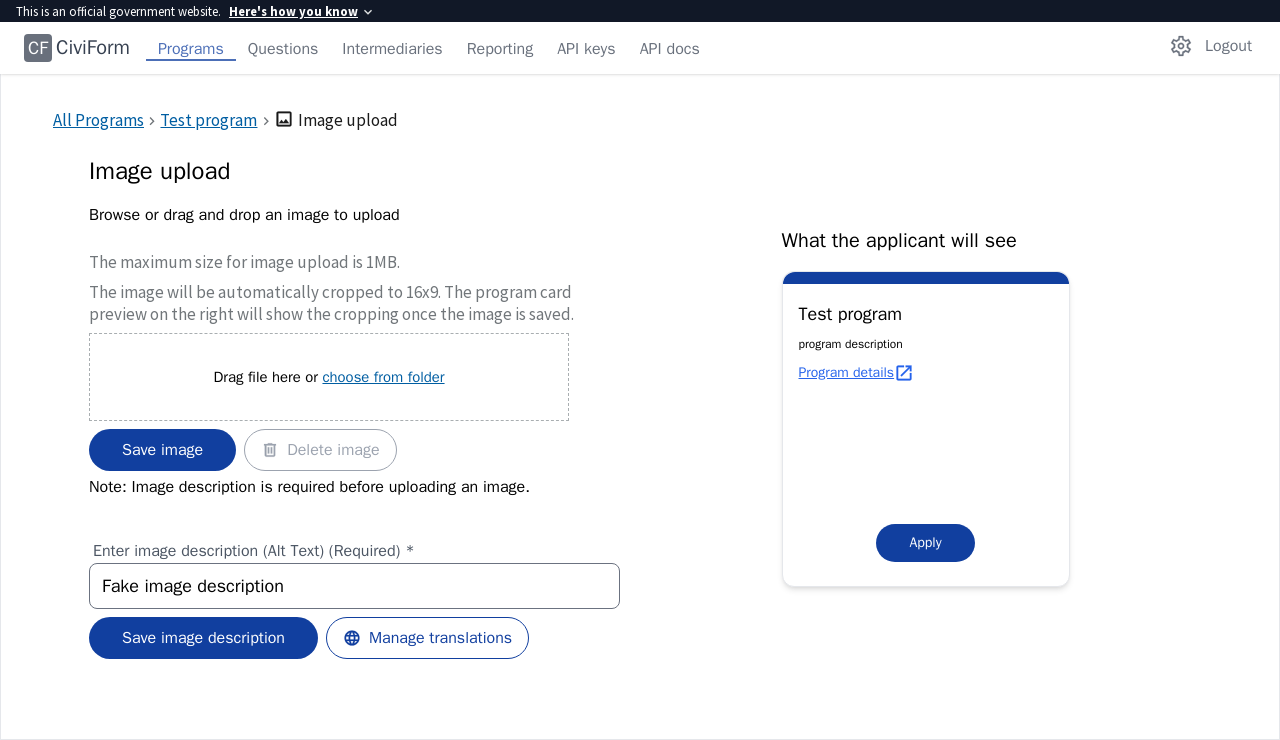 This is an official government website. Here's how you know
CF CiviForm Programs Questions Intermediaries Reporting API keys API docs Logout
All Programs Test program Image upload
Image upload
Browse or drag and drop an image to upload
The maximum size for image upload is 1MB.
The image will be automatically cropped to 16x9. The program card
preview on the right will show the cropping once the image is saved.
Drag file here or choose from folder
Save image Delete image
Note: Image description is required before uploading an image.
Enter image description (Alt Text) (Required) *
Fake image description
Save image description Manage translations
What the applicant will see
Test program
program description
Program details
Apply